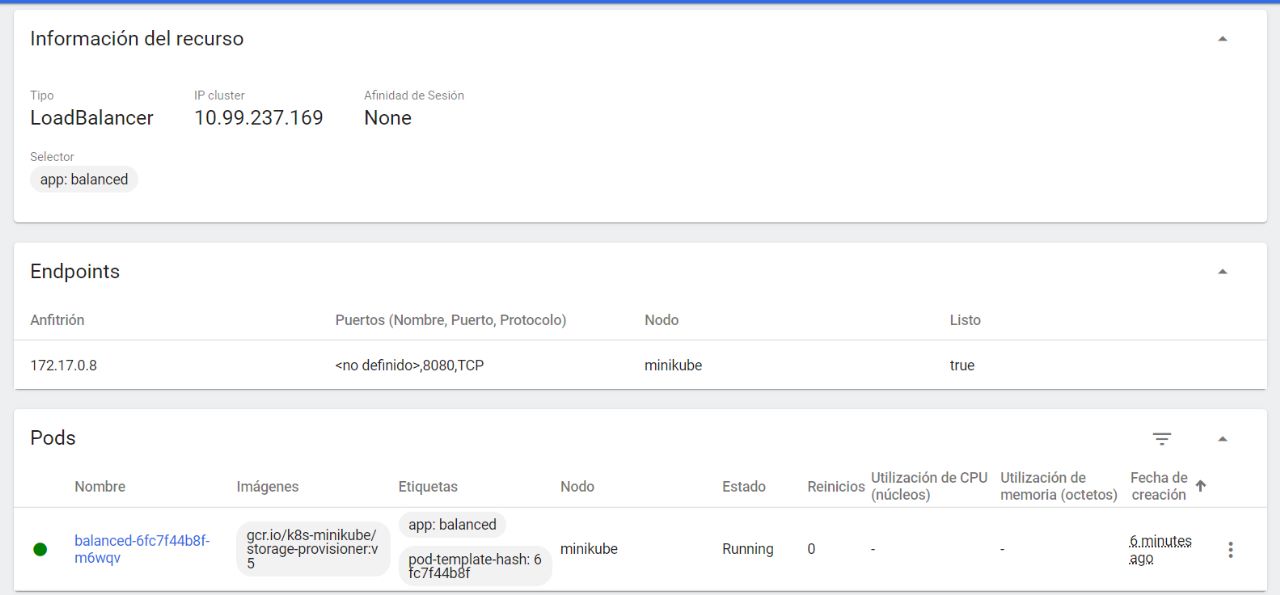 Información del recurso
Tipo IP cluster Afinidad de Sesión
LoadBalancer 10.99.237.169 None
Selector
app: balanced
Endpoints
Anfitrión Puertos (Nombre, Puerto, Protocolo) Nodo Listo
172.17.0.8 <no definido>,8080,TCP minikube true
Pods
Nombre Imágenes Etiquetas Nodo Estado Reinicios Utilización de CPU (núcleos) Utilización de memoria (octetos) Fecha de creación
balanced-6fc7f44b8f-
m6wqv
gcr.io/k8s-minikube/
storage-provisioner:v
5
app: balanced
pod-template-hash: 6
fc7f44b8f
minikube Running 0 - - 6 minutes
ago